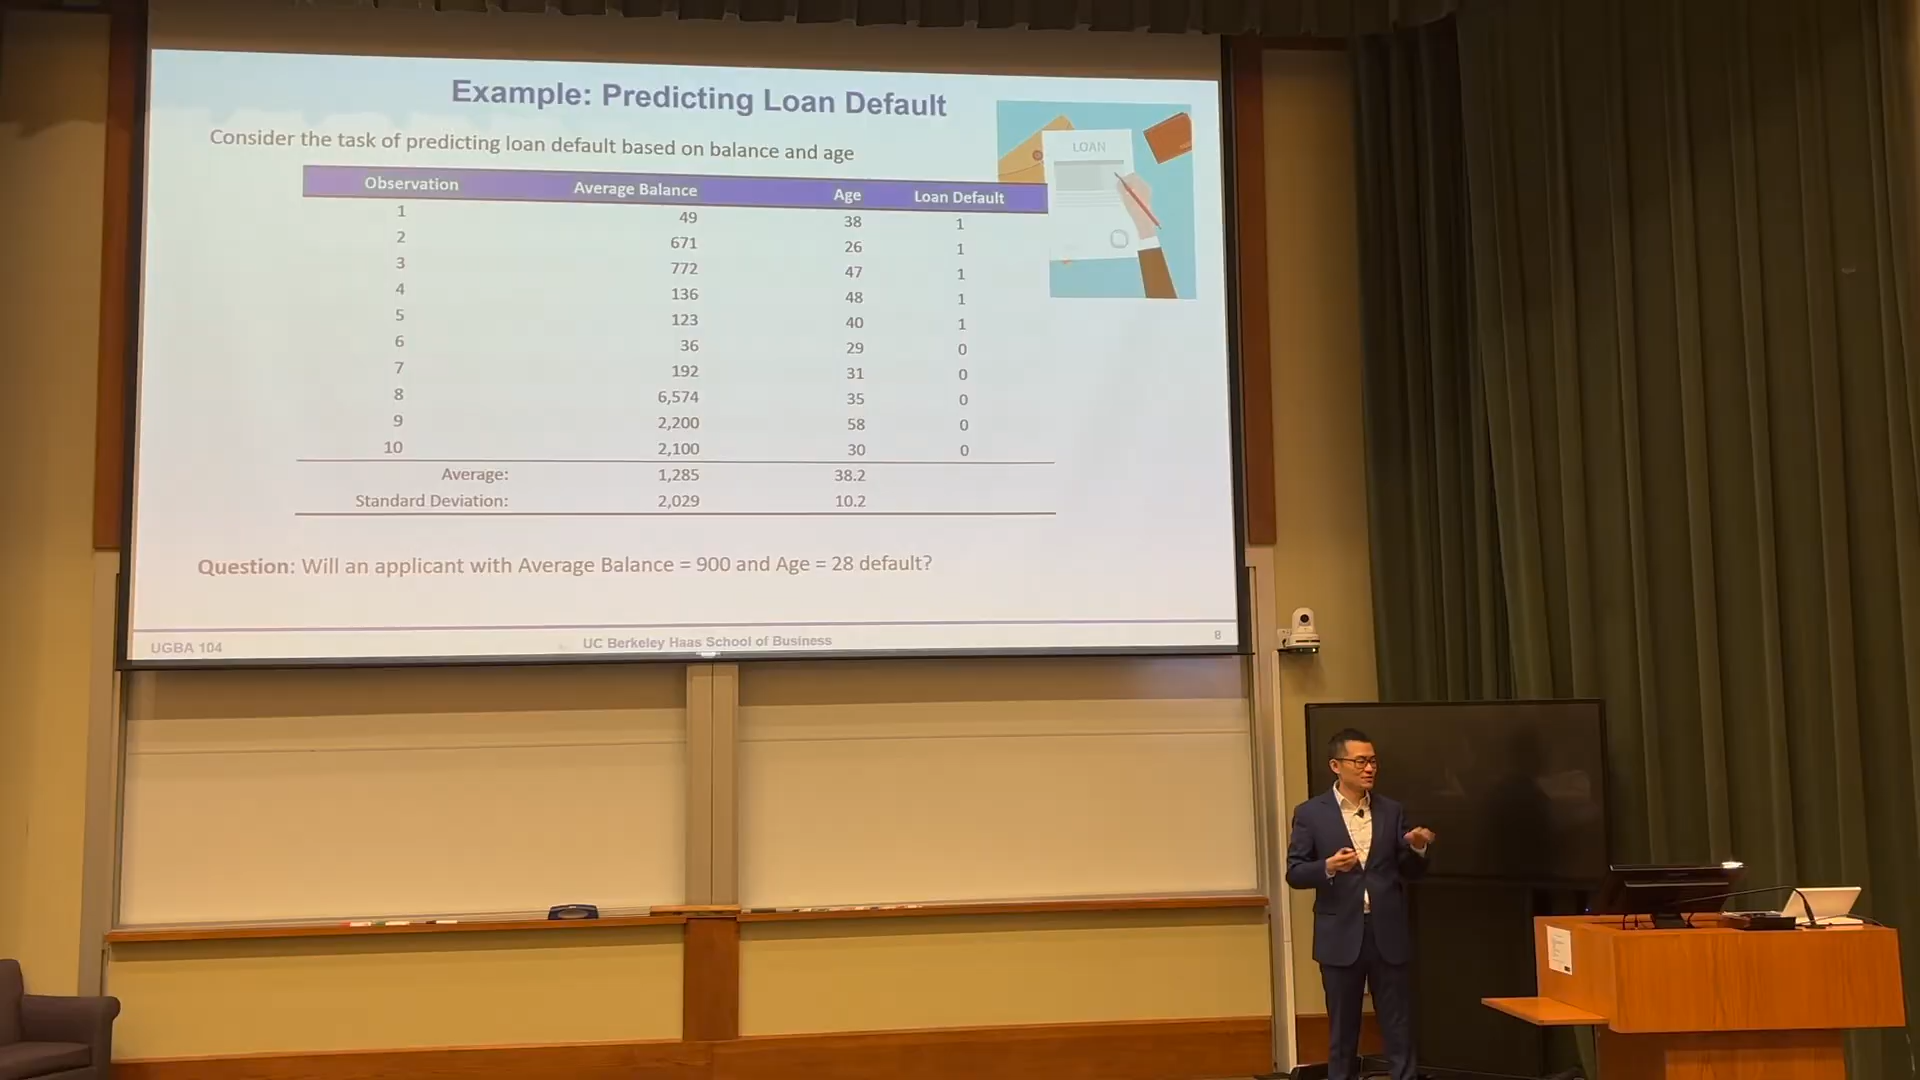 Example: Predicting Loan Default
Consider the task of predicting loan default based on balance and age
LOAN
Observation Average Balance Age Loan Default
1 49 38 1
2 671 26 1
3 772 47 1
4 136 48 1
5 123 40 1
6 36 29 0
7 192 31 0
8 6,574 35 0
9 2,200 58 0
10 2,100 30 0
Average: 1,285 38.2
Standard Deviation: 2,029 10.2
Question: Will an applicant with Average Balance = 900 and Age = 28 default?
UGBA 104 UC Berkeley Haas School of Business 8